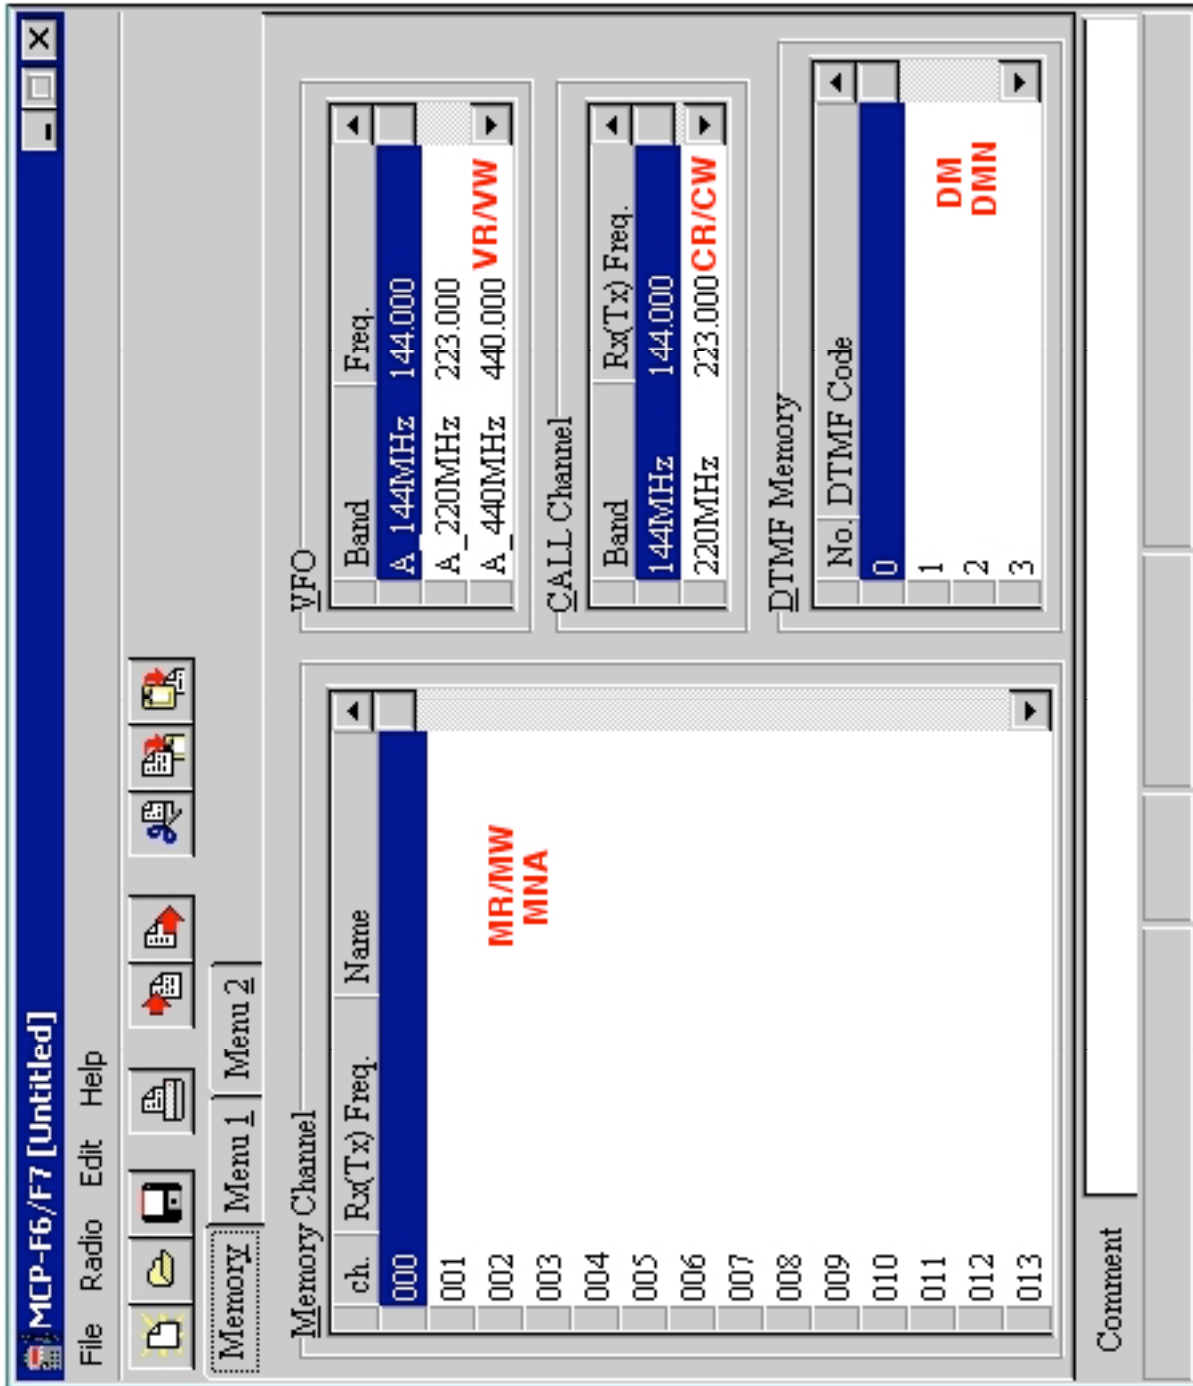 MCP-F6/F7 [Untitled]
File Radio Edit Help
Memory Menu 1 Menu 2
Memory Channel
ch. Rx(Tx) Freq. Name
000
001
002 MR/MW
003 MNA
004
005
006
007
008
009
010
011
012
013
VFO
Band Freq.
A_144MHz 144.000
A_220MHz 223.000
A_440MHz 440.000 VR/VW
CALL Channel
Band Rx(Tx) Freq.
144MHz 144.000
220MHz 223.000 CR/CW
DTMF Memory
No. DTMF Code
0
1 DM
2 DMN
3
Comment